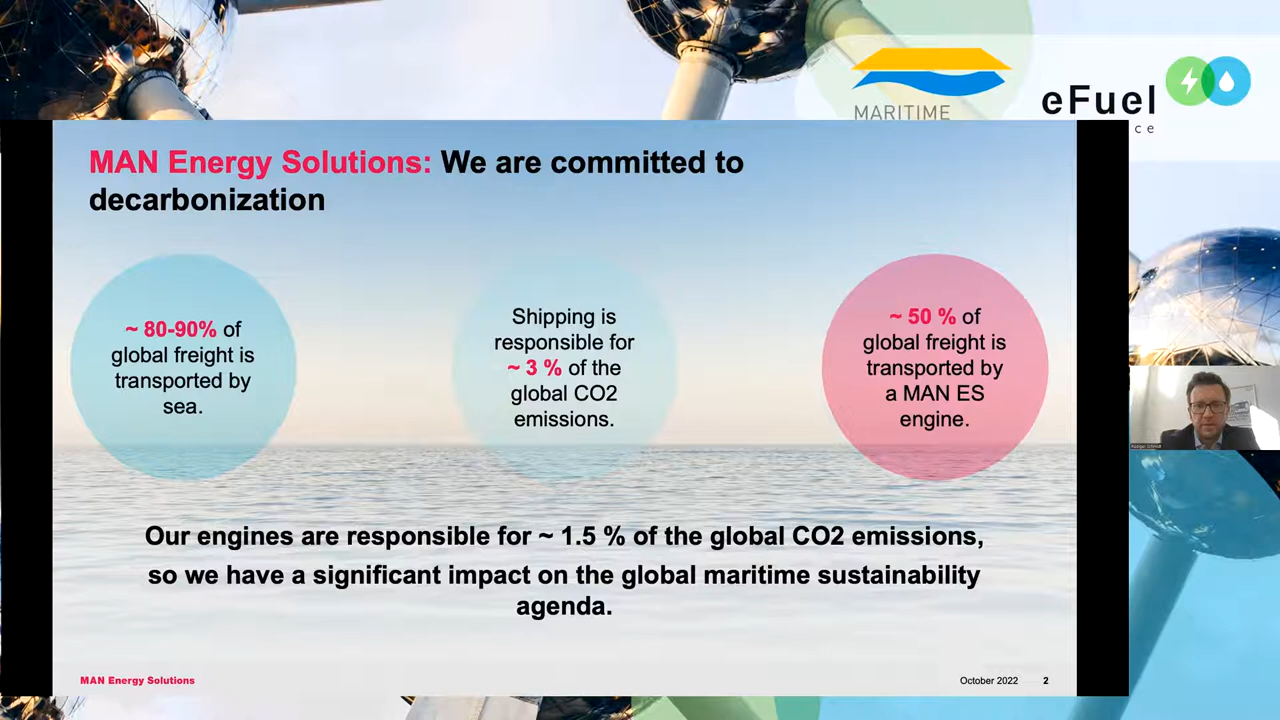 MARITIME
eFuel
ce
MAN Energy Solutions: We are committed to
decarbonization
~ 80-90% of
global freight is
transported by
sea.
Shipping is
responsible for
~ 3 % of the
global CO2
emissions.
~ 50 % of
global freight is
transported by
a MAN ES
engine.
Our engines are responsible for ~ 1.5 % of the global CO2 emissions,
so we have a significant impact on the global maritime sustainability
agenda.
MAN Energy Solutions
October 2022 2